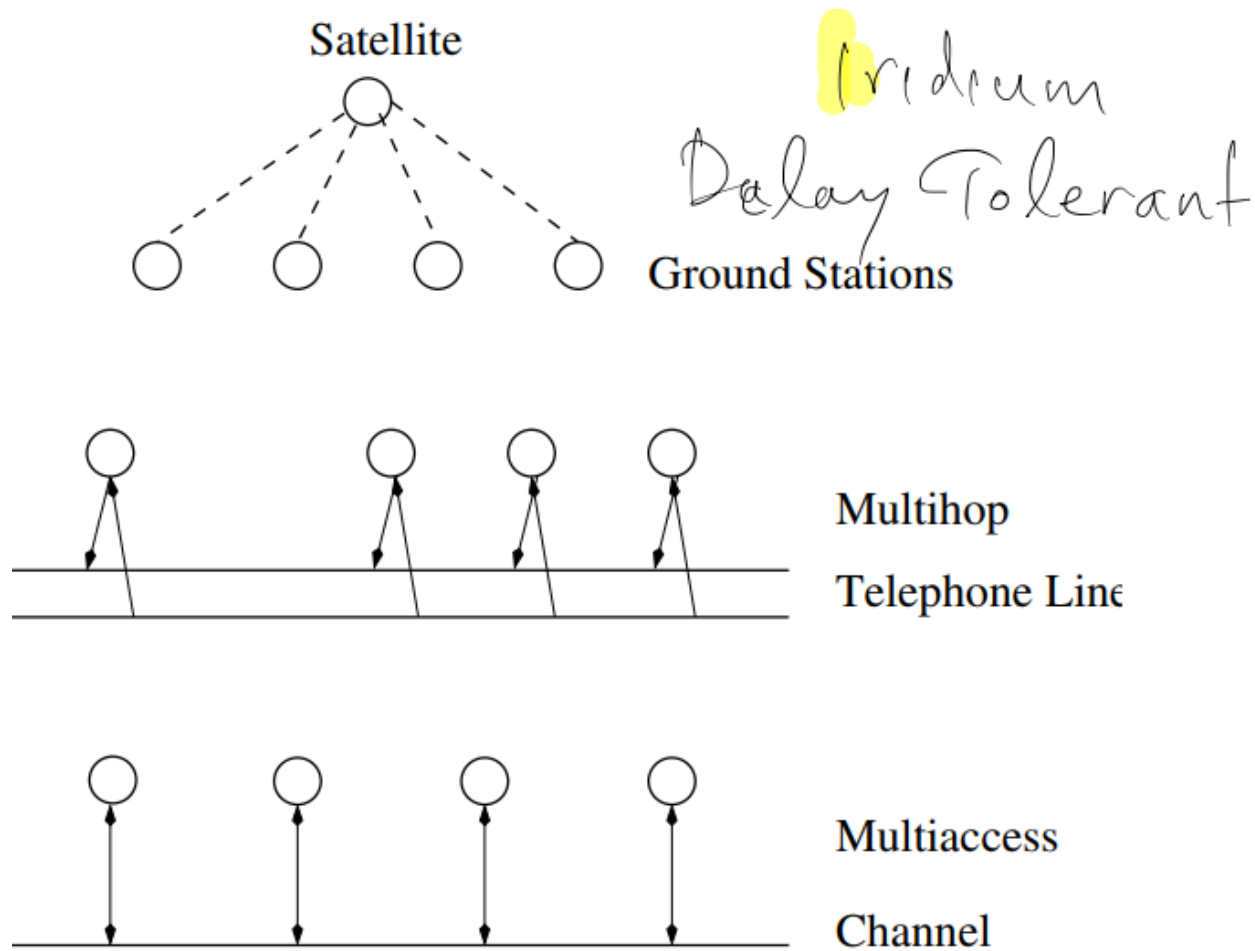 Satellite
Iridium
Delay Tolerant
Ground Stations
Multihop
Telephone Line
Multiaccess
Channel